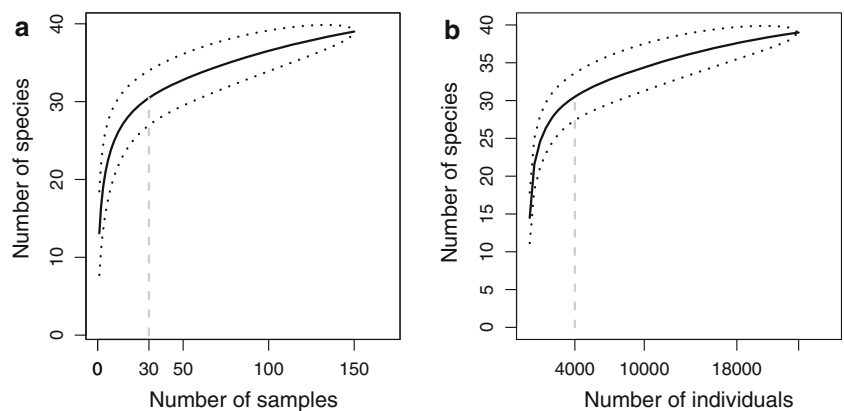 a
Number of species
40
30
20
10
0
0 30 50 100 150
Number of samples
b
Number of species
40
35
30
25
20
15
10
5
0
4000 10000 18000
Number of individuals